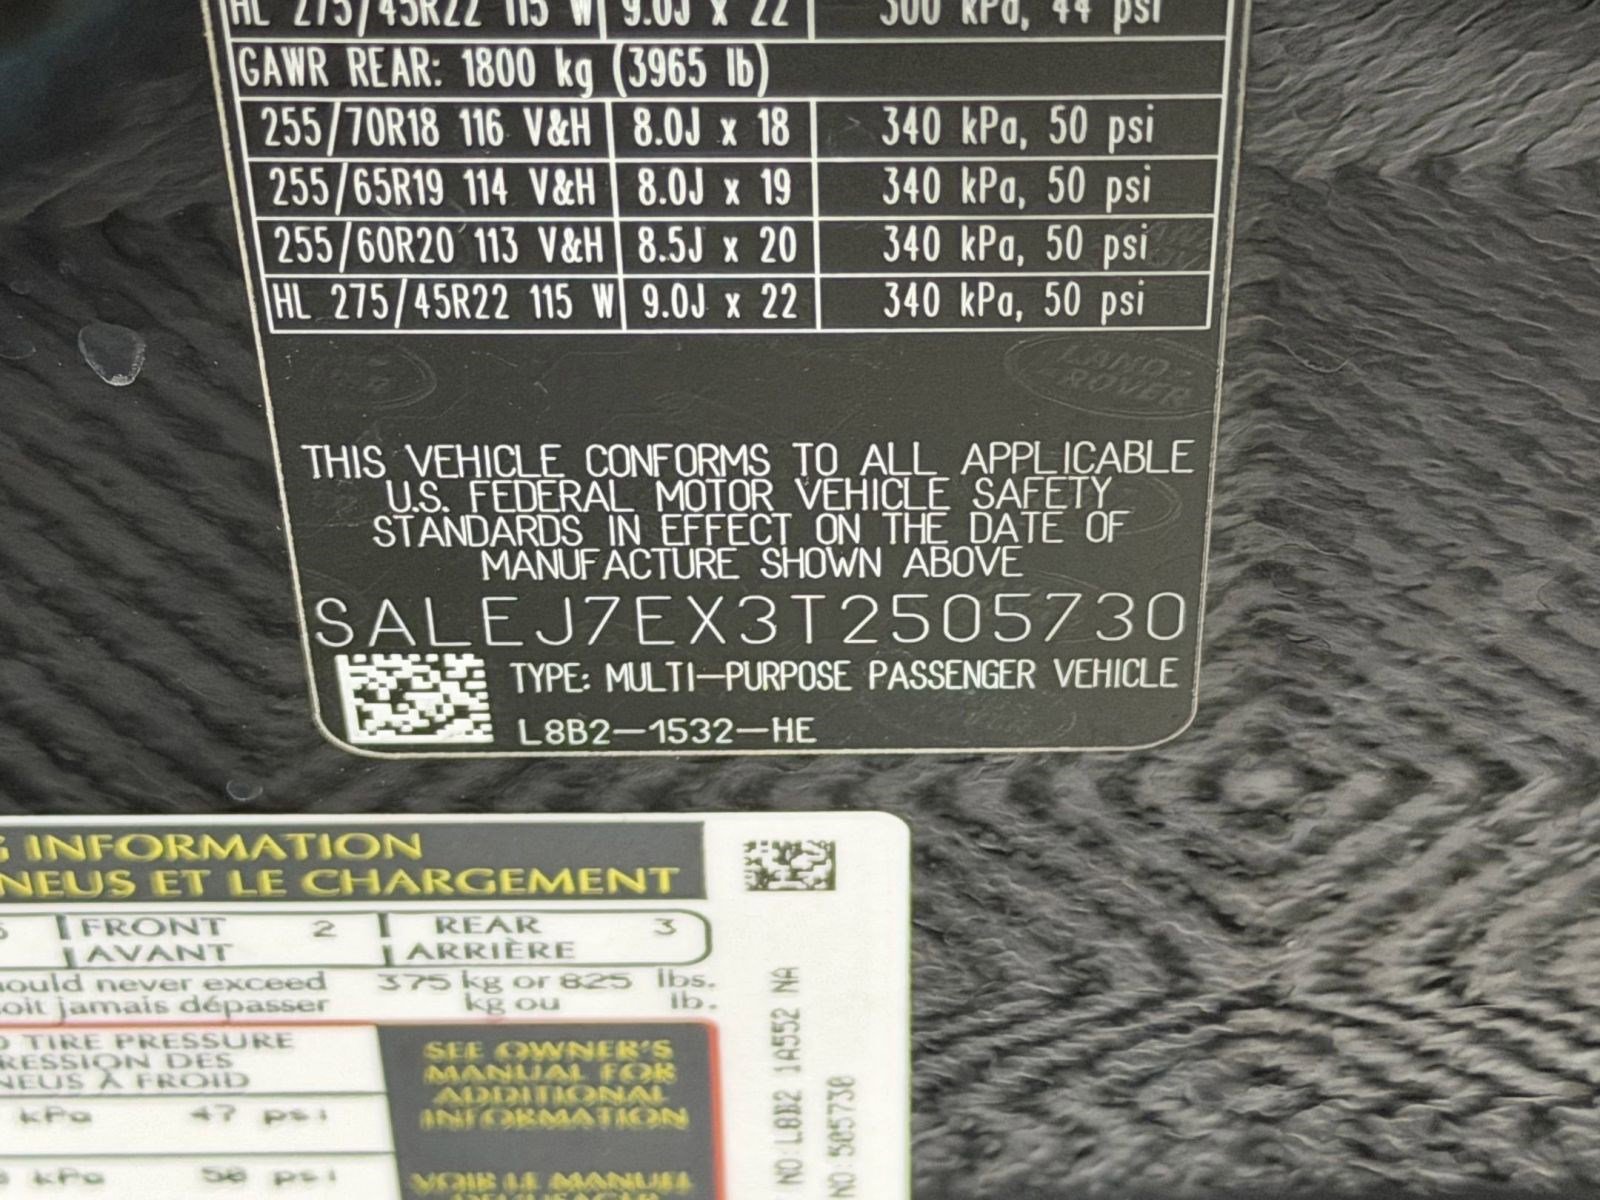 HL 275/45R22 115 W 9.0J x 22 300 kPa, 44 psi
GAWR REAR: 1800 kg (3965 lb)
255/70R18 116 V&H 8.0J x 18 340 kPa, 50 psi
255/65R19 114 V&H 8.0J x 19 340 kPa, 50 psi
255/60R20 113 V&H 8.5J x 20 340 kPa, 50 psi
HL 275/45R22 115 W 9.0J x 22 340 kPa, 50 psi
LAND-
ROVER
THIS VEHICLE CONFORMS TO ALL APPLICABLE
U.S. FEDERAL MOTOR VEHICLE SAFETY
STANDARDS IN EFFECT ON THE DATE OF
MANUFACTURE SHOWN ABOVE
SALEJ7EX3T2505730
TYPE: MULTI-PURPOSE PASSENGER VEHICLE
L8B2-1532-HE
G INFORMATION
NEUS ET LE CHARGEMENT
FRONT 2 REAR 3
AVANT ARRIÈRE
ould never exceed 375 kg or 825 lbs.
oit jamais dépasser kg ou lb.
TIRE PRESSURE
RESSION DES
NEUS À FROID
kPa 47 psi
kPa 50 psi
SEE OWNER'S
MANUAL FOR
ADDITIONAL
INFORMATION
VOIR LE MANUEL
D'USAGER
NO:L8B2 1A552 NA
NO:505730